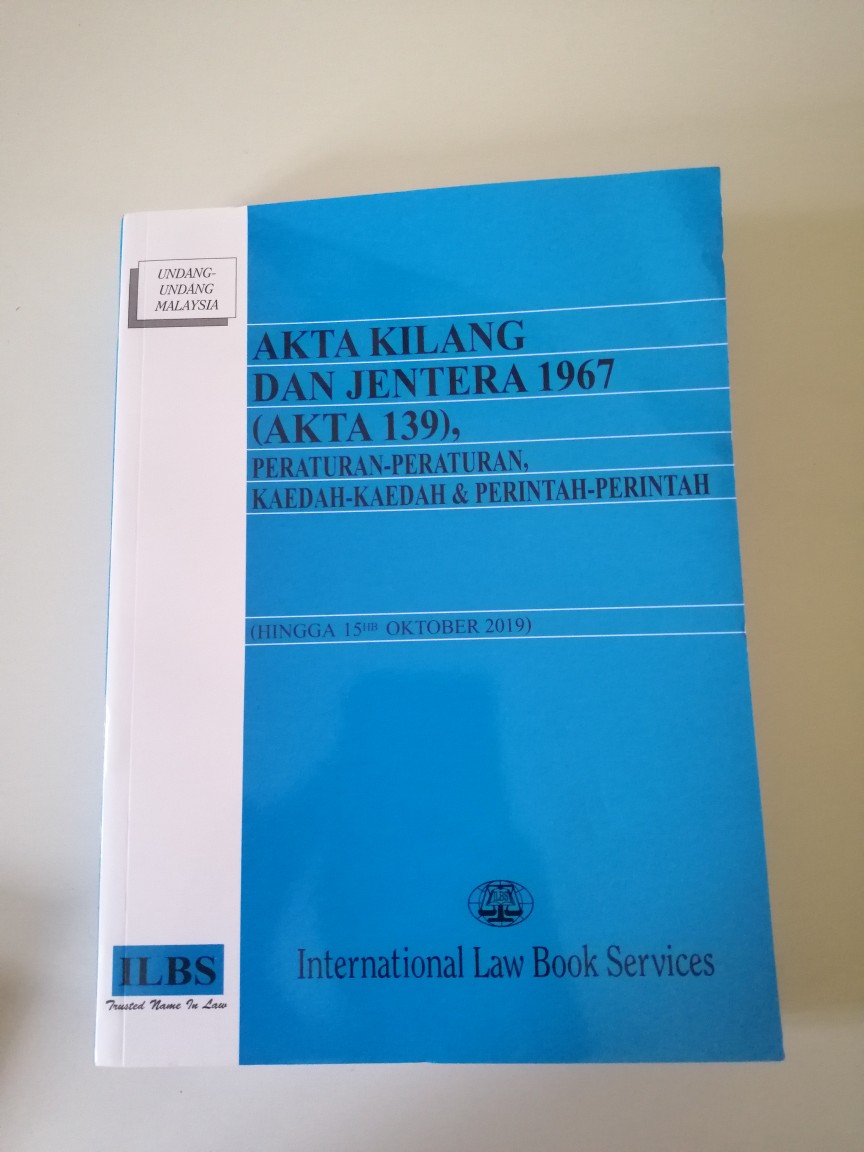 UNDANG-
UNDANG
MALAYSIA
AKTA KILANG
DAN JENTERA 1967
(AKTA 139),
PERATURAN-PERATURAN,
KAEDAH-KAEDAH & PERINTAH-PERINTAH
(HINGGA 15HB OKTOBER 2019)
ILBS
International Law Book Services
ILBS
Trusted Name In Law